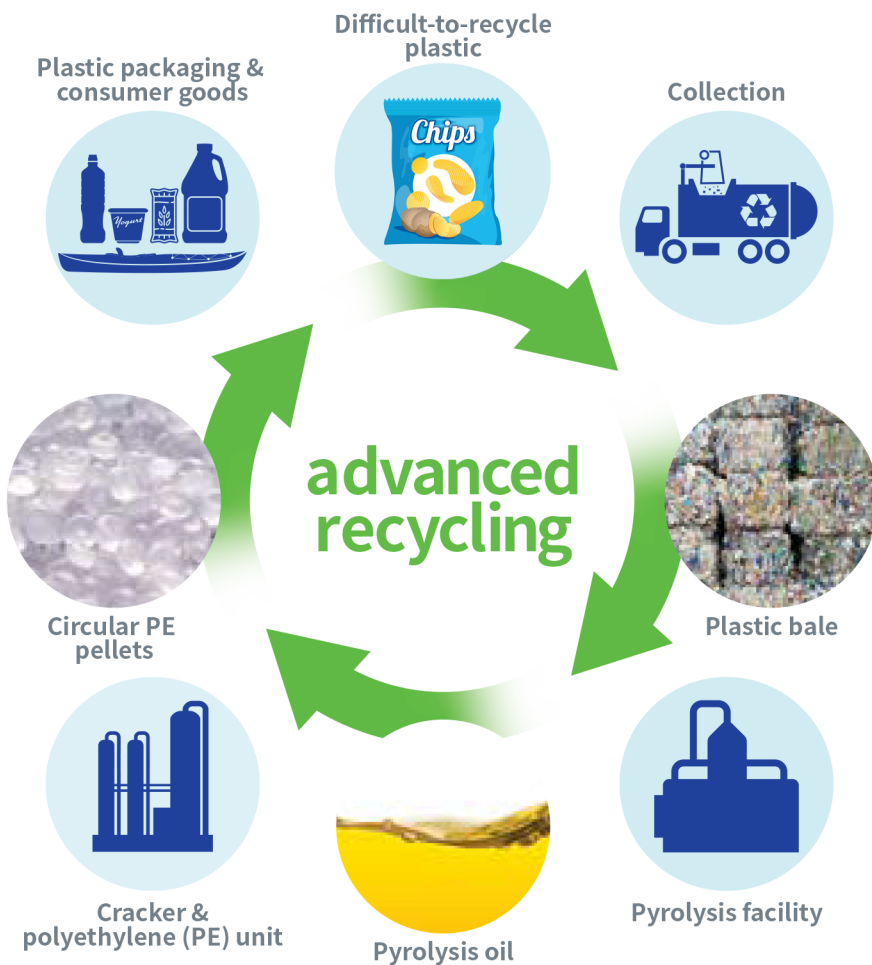 Difficult-to-recycle
plastic
Plastic packaging &
consumer goods
Collection
Chips
Yogurt
advanced
recycling
Circular PE
pellets
Plastic bale
Cracker &
polyethylene (PE) unit
Pyrolysis oil
Pyrolysis facility